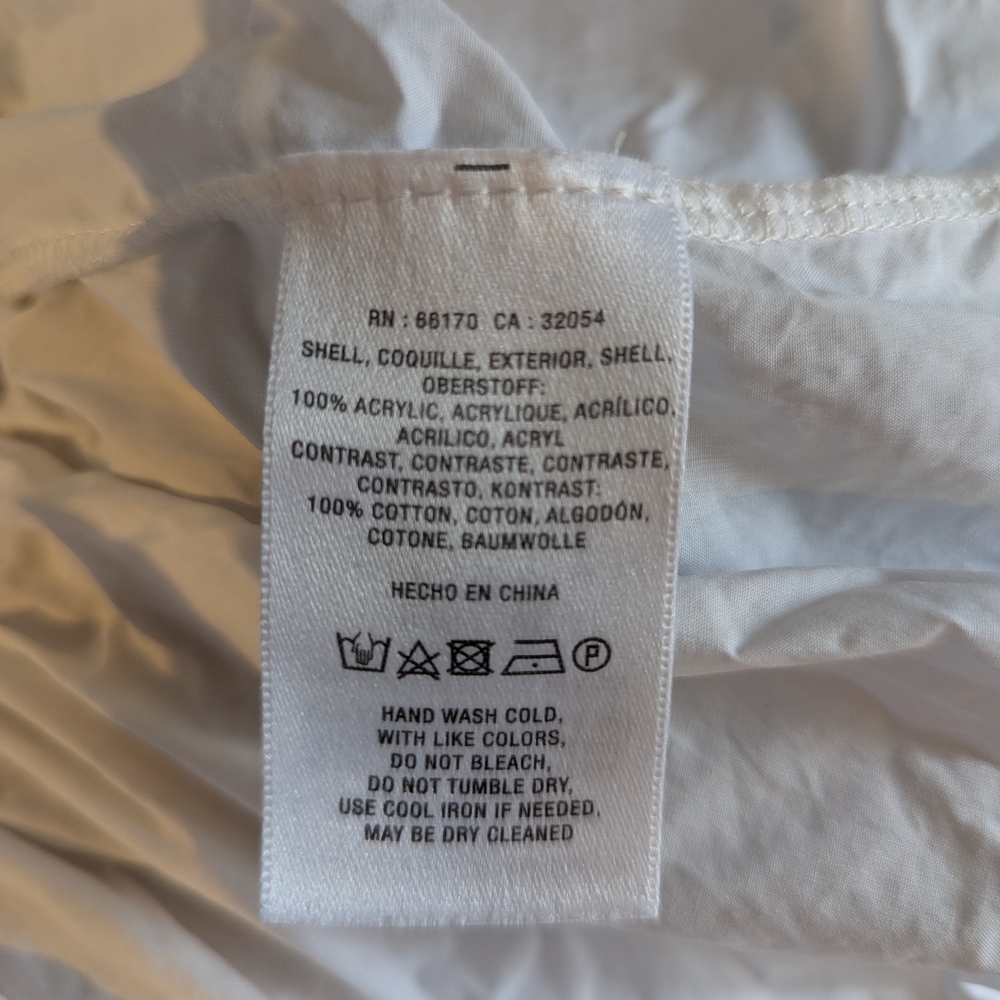 RN : 66170 CA : 32054
SHELL, COQUILLE, EXTERIOR, SHELL,
OBERSTOFF:
100% ACRYLIC, ACRYLIQUE, ACRÍLICO,
ACRILICO, ACRYL
CONTRAST, CONTRASTE, CONTRASTE,
CONTRASTO, KONTRAST:
100% COTTON, COTON, ALGODÓN,
COTONE, BAUMWOLLE
HECHO EN CHINA
P
HAND WASH COLD,
WITH LIKE COLORS,
DO NOT BLEACH,
DO NOT TUMBLE DRY,
USE COOL IRON IF NEEDED,
MAY BE DRY CLEANED